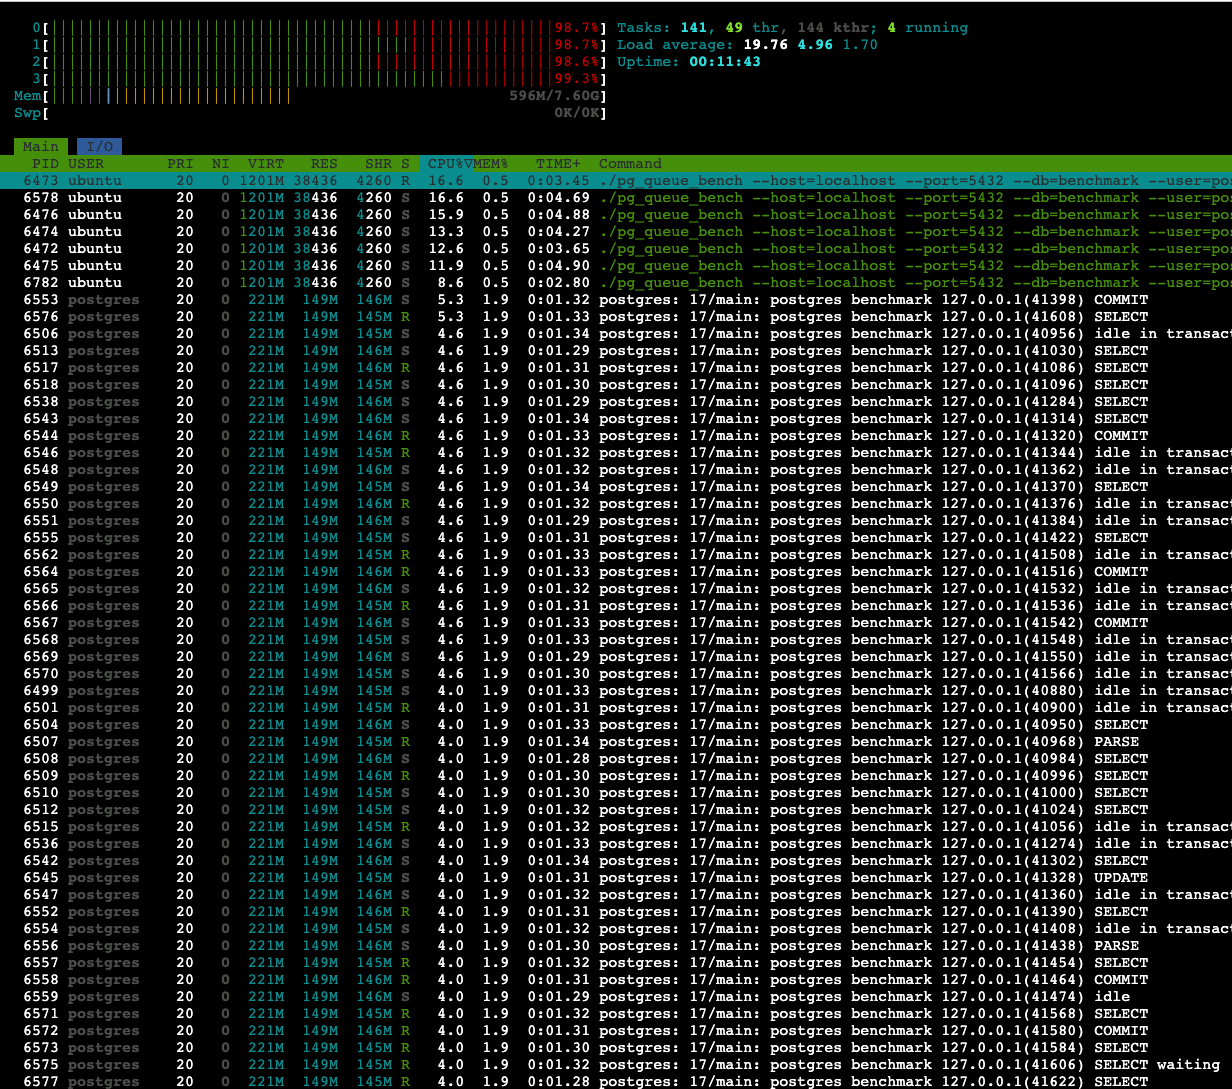 0[ 98.7%] Tasks: 141, 49 thr, 144 kthr; 4 running
1[ 98.7%] Load average: 19.76 4.96 1.70
2[ 98.6%] Uptime: 00:11:43
3[ 99.3%]
Mem[ 596M/7.60G]
Swp[ 0K/0K]
Main I/O
PID USER PRI NI VIRT RES SHR S CPU%▽MEM% TIME+ Command
6473 ubuntu 20 0 1201M 38436 4260 R 16.6 0.5 0:03.45 ./pg_queue_bench --host=localhost --port=5432 --db=benchmark --user=pos
6578 ubuntu 20 0 1201M 38436 4260 S 16.6 0.5 0:04.69 ./pg_queue_bench --host=localhost --port=5432 --db=benchmark --user=pos
6476 ubuntu 20 0 1201M 38436 4260 S 15.9 0.5 0:04.88 ./pg_queue_bench --host=localhost --port=5432 --db=benchmark --user=pos
6474 ubuntu 20 0 1201M 38436 4260 S 13.3 0.5 0:04.27 ./pg_queue_bench --host=localhost --port=5432 --db=benchmark --user=pos
6472 ubuntu 20 0 1201M 38436 4260 S 12.6 0.5 0:03.65 ./pg_queue_bench --host=localhost --port=5432 --db=benchmark --user=pos
6475 ubuntu 20 0 1201M 38436 4260 S 11.9 0.5 0:04.90 ./pg_queue_bench --host=localhost --port=5432 --db=benchmark --user=pos
6782 ubuntu 20 0 1201M 38436 4260 S 8.6 0.5 0:02.80 ./pg_queue_bench --host=localhost --port=5432 --db=benchmark --user=pos
6553 postgres 20 0 221M 149M 146M S 5.3 1.9 0:01.32 postgres: 17/main: postgres benchmark 127.0.0.1(41398) COMMIT
6576 postgres 20 0 221M 149M 145M R 5.3 1.9 0:01.33 postgres: 17/main: postgres benchmark 127.0.0.1(41608) SELECT
6506 postgres 20 0 221M 149M 145M S 4.6 1.9 0:01.34 postgres: 17/main: postgres benchmark 127.0.0.1(40956) idle in transact
6513 postgres 20 0 221M 149M 145M S 4.6 1.9 0:01.29 postgres: 17/main: postgres benchmark 127.0.0.1(41030) SELECT
6517 postgres 20 0 221M 149M 146M R 4.6 1.9 0:01.31 postgres: 17/main: postgres benchmark 127.0.0.1(41086) SELECT
6518 postgres 20 0 221M 149M 145M S 4.6 1.9 0:01.30 postgres: 17/main: postgres benchmark 127.0.0.1(41096) SELECT
6538 postgres 20 0 221M 149M 146M S 4.6 1.9 0:01.29 postgres: 17/main: postgres benchmark 127.0.0.1(41284) SELECT
6543 postgres 20 0 221M 149M 146M S 4.6 1.9 0:01.34 postgres: 17/main: postgres benchmark 127.0.0.1(41314) SELECT
6544 postgres 20 0 221M 149M 146M R 4.6 1.9 0:01.33 postgres: 17/main: postgres benchmark 127.0.0.1(41320) COMMIT
6546 postgres 20 0 221M 149M 145M R 4.6 1.9 0:01.32 postgres: 17/main: postgres benchmark 127.0.0.1(41344) idle in transact
6548 postgres 20 0 221M 149M 146M S 4.6 1.9 0:01.32 postgres: 17/main: postgres benchmark 127.0.0.1(41362) idle in transact
6549 postgres 20 0 221M 149M 145M S 4.6 1.9 0:01.34 postgres: 17/main: postgres benchmark 127.0.0.1(41370) SELECT
6550 postgres 20 0 221M 149M 146M R 4.6 1.9 0:01.32 postgres: 17/main: postgres benchmark 127.0.0.1(41376) idle in transact
6551 postgres 20 0 221M 149M 146M S 4.6 1.9 0:01.29 postgres: 17/main: postgres benchmark 127.0.0.1(41384) idle in transact
6555 postgres 20 0 221M 149M 145M S 4.6 1.9 0:01.31 postgres: 17/main: postgres benchmark 127.0.0.1(41422) SELECT
6562 postgres 20 0 221M 149M 145M R 4.6 1.9 0:01.33 postgres: 17/main: postgres benchmark 127.0.0.1(41508) idle in transact
6564 postgres 20 0 221M 149M 146M R 4.6 1.9 0:01.33 postgres: 17/main: postgres benchmark 127.0.0.1(41516) COMMIT
6565 postgres 20 0 221M 149M 146M S 4.6 1.9 0:01.32 postgres: 17/main: postgres benchmark 127.0.0.1(41532) idle in transact
6566 postgres 20 0 221M 149M 145M R 4.6 1.9 0:01.31 postgres: 17/main: postgres benchmark 127.0.0.1(41536) idle in transact
6567 postgres 20 0 221M 149M 146M S 4.6 1.9 0:01.33 postgres: 17/main: postgres benchmark 127.0.0.1(41542) COMMIT
6568 postgres 20 0 221M 149M 145M S 4.6 1.9 0:01.33 postgres: 17/main: postgres benchmark 127.0.0.1(41548) idle in transact
6569 postgres 20 0 221M 149M 146M S 4.6 1.9 0:01.29 postgres: 17/main: postgres benchmark 127.0.0.1(41550) idle in transact
6570 postgres 20 0 221M 149M 146M S 4.6 1.9 0:01.30 postgres: 17/main: postgres benchmark 127.0.0.1(41566) idle in transact
6499 postgres 20 0 221M 149M 146M S 4.0 1.9 0:01.33 postgres: 17/main: postgres benchmark 127.0.0.1(40880) idle in transact
6501 postgres 20 0 221M 149M 145M R 4.0 1.9 0:01.31 postgres: 17/main: postgres benchmark 127.0.0.1(40900) idle in transact
6504 postgres 20 0 221M 149M 146M S 4.0 1.9 0:01.33 postgres: 17/main: postgres benchmark 127.0.0.1(40950) SELECT
6507 postgres 20 0 221M 149M 145M R 4.0 1.9 0:01.34 postgres: 17/main: postgres benchmark 127.0.0.1(40968) PARSE
6508 postgres 20 0 221M 149M 146M S 4.0 1.9 0:01.28 postgres: 17/main: postgres benchmark 127.0.0.1(40984) SELECT
6509 postgres 20 0 221M 149M 146M R 4.0 1.9 0:01.30 postgres: 17/main: postgres benchmark 127.0.0.1(40996) SELECT
6510 postgres 20 0 221M 149M 145M S 4.0 1.9 0:01.30 postgres: 17/main: postgres benchmark 127.0.0.1(41000) SELECT
6512 postgres 20 0 221M 149M 145M S 4.0 1.9 0:01.32 postgres: 17/main: postgres benchmark 127.0.0.1(41024) SELECT
6515 postgres 20 0 221M 149M 145M R 4.0 1.9 0:01.32 postgres: 17/main: postgres benchmark 127.0.0.1(41056) idle in transact
6536 postgres 20 0 221M 149M 146M S 4.0 1.9 0:01.33 postgres: 17/main: postgres benchmark 127.0.0.1(41274) idle in transact
6542 postgres 20 0 221M 149M 146M S 4.0 1.9 0:01.34 postgres: 17/main: postgres benchmark 127.0.0.1(41302) SELECT
6545 postgres 20 0 221M 149M 145M S 4.0 1.9 0:01.31 postgres: 17/main: postgres benchmark 127.0.0.1(41328) UPDATE
6547 postgres 20 0 221M 149M 146M S 4.0 1.9 0:01.32 postgres: 17/main: postgres benchmark 127.0.0.1(41360) idle in transact
6552 postgres 20 0 221M 149M 146M R 4.0 1.9 0:01.31 postgres: 17/main: postgres benchmark 127.0.0.1(41390) SELECT
6554 postgres 20 0 221M 149M 146M S 4.0 1.9 0:01.32 postgres: 17/main: postgres benchmark 127.0.0.1(41408) idle in transact
6556 postgres 20 0 221M 149M 146M S 4.0 1.9 0:01.30 postgres: 17/main: postgres benchmark 127.0.0.1(41438) PARSE
6557 postgres 20 0 221M 149M 145M R 4.0 1.9 0:01.32 postgres: 17/main: postgres benchmark 127.0.0.1(41454) SELECT
6558 postgres 20 0 221M 149M 146M R 4.0 1.9 0:01.31 postgres: 17/main: postgres benchmark 127.0.0.1(41464) COMMIT
6559 postgres 20 0 221M 149M 146M S 4.0 1.9 0:01.29 postgres: 17/main: postgres benchmark 127.0.0.1(41474) idle
6571 postgres 20 0 221M 149M 145M R 4.0 1.9 0:01.32 postgres: 17/main: postgres benchmark 127.0.0.1(41568) SELECT
6572 postgres 20 0 221M 149M 146M R 4.0 1.9 0:01.31 postgres: 17/main: postgres benchmark 127.0.0.1(41580) COMMIT
6573 postgres 20 0 221M 149M 145M R 4.0 1.9 0:01.30 postgres: 17/main: postgres benchmark 127.0.0.1(41584) SELECT
6575 postgres 20 0 221M 149M 145M R 4.0 1.9 0:01.32 postgres: 17/main: postgres benchmark 127.0.0.1(41606) SELECT waiting
6577 postgres 20 0 221M 149M 145M R 4.0 1.9 0:01.28 postgres: 17/main: postgres benchmark 127.0.0.1(41622) SELECT